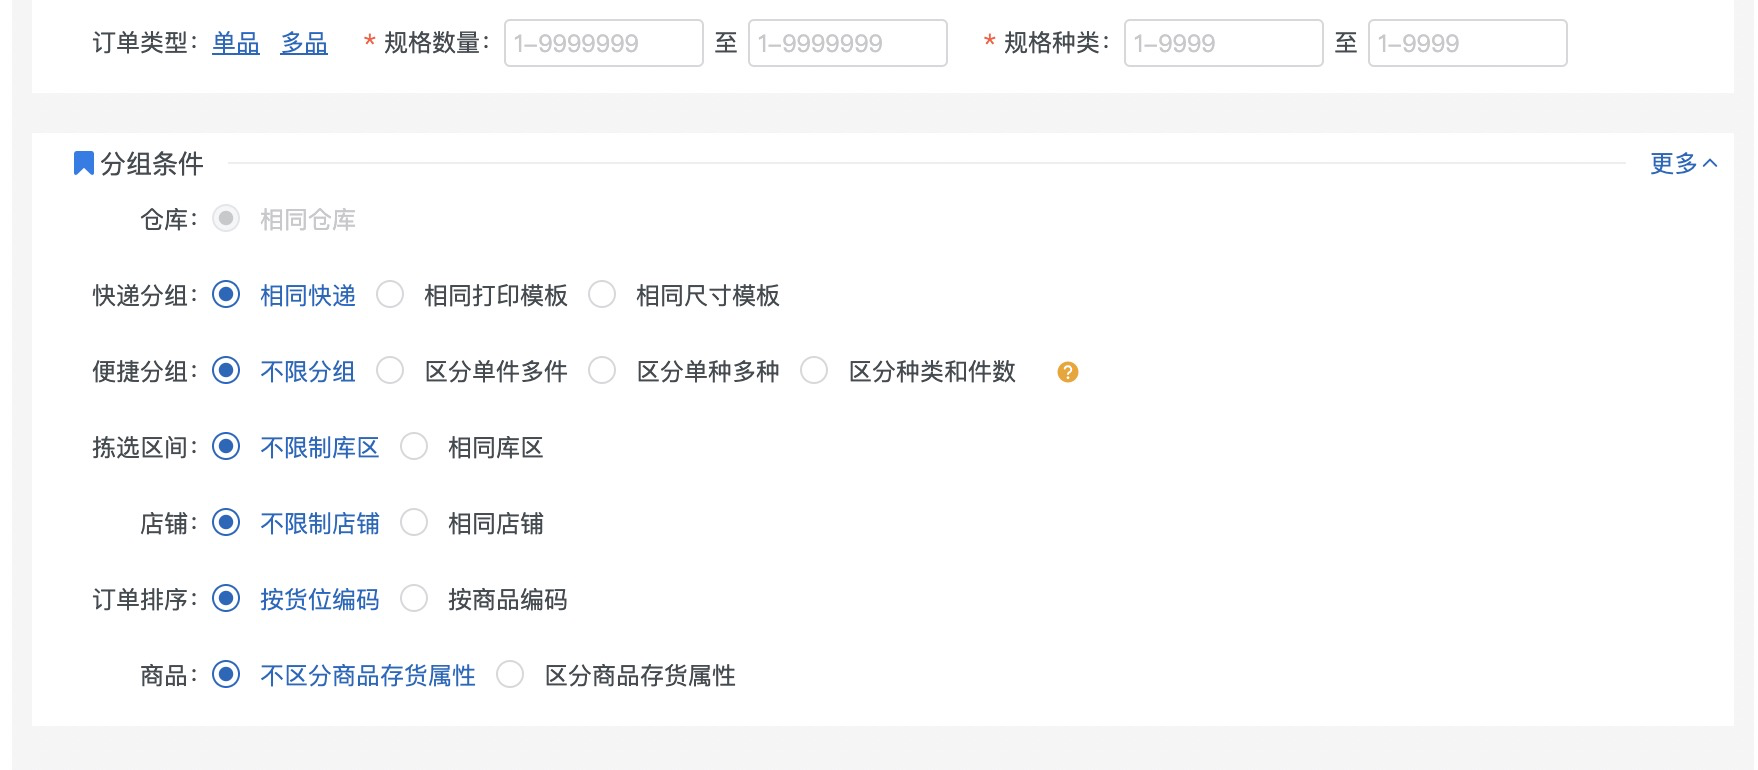 订单类型： 单品 多品 * 规格数量： 1-9999999 至 1-9999999 * 规格种类： 1-9999 至 1-9999
分组条件 更多
仓库： 相同仓库
快递分组： 相同快递 相同打印模板 相同尺寸模板
便捷分组： 不限分组 区分单件多件 区分单种多种 区分种类和件数 ?
拣选区间： 不限制库区 相同库区
店铺： 不限制店铺 相同店铺
订单排序： 按货位编码 按商品编码
商品： 不区分商品存货属性 区分商品存货属性